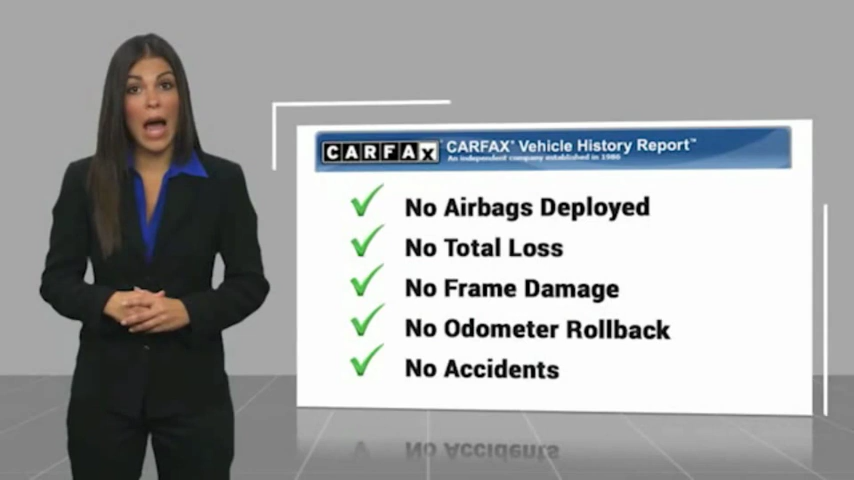 CARFAX CARFAX® Vehicle History Report™
An independent company established in 1986
No Airbags Deployed
No Total Loss
No Frame Damage
No Odometer Rollback
No Accidents
No Accidents